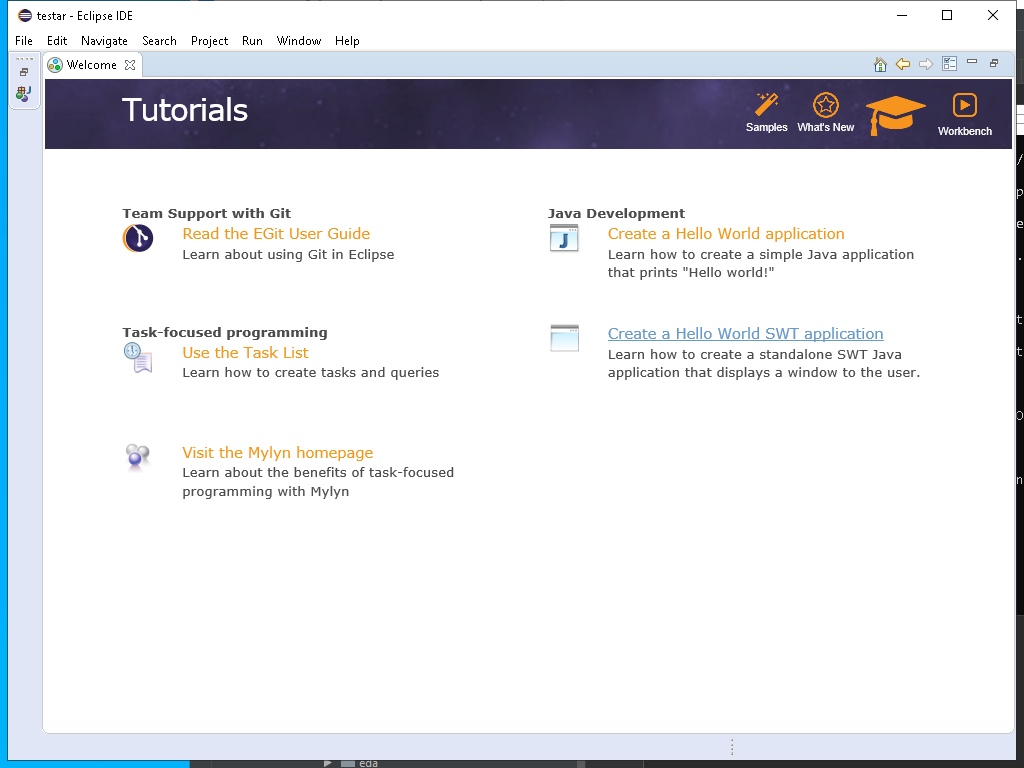 testar - Eclipse IDE
File Edit Navigate Search Project Run Window Help
Welcome
Tutorials
Samples
What's New
Workbench
Team Support with Git
Read the EGit User Guide
Learn about using Git in Eclipse
Task-focused programming
Use the Task List
Learn how to create tasks and queries
Visit the Mylyn homepage
Learn about the benefits of task-focused
programming with Mylyn
Java Development
Create a Hello World application
Learn how to create a simple Java application
that prints "Hello world!"
Create a Hello World SWT application
Learn how to create a standalone SWT Java
application that displays a window to the user.
eda